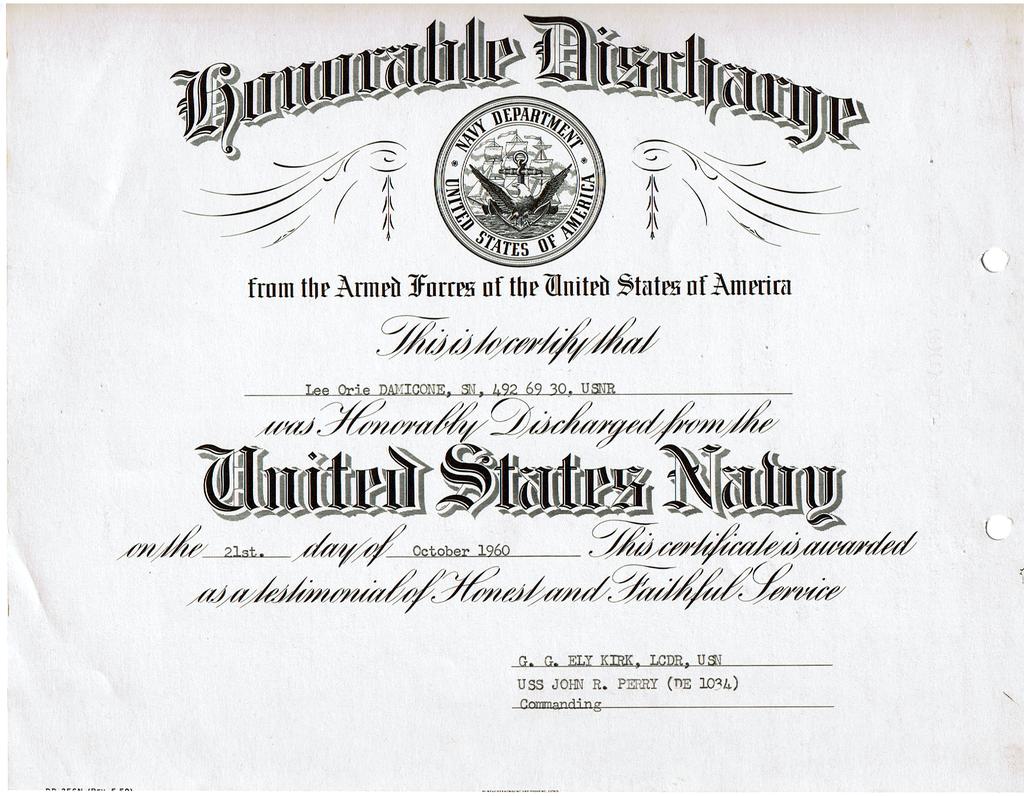 Honorable Discharge
NAVY DEPARTMENT
UNITED STATES OF AMERICA
from the Armed Forces of the United States of America
This is to certify that
Lee Orie DAMICONE, SN, 492 69 30, USNR
was Honorably Discharged from the
United States Navy
on the 21st. day of October 1960 This certificate is awarded
as a testimonial of Honest and Faithful Service
G. G. ELY KIRK, LCDR, USN
USS JOHN R. PERRY (DE 1034)
Commanding